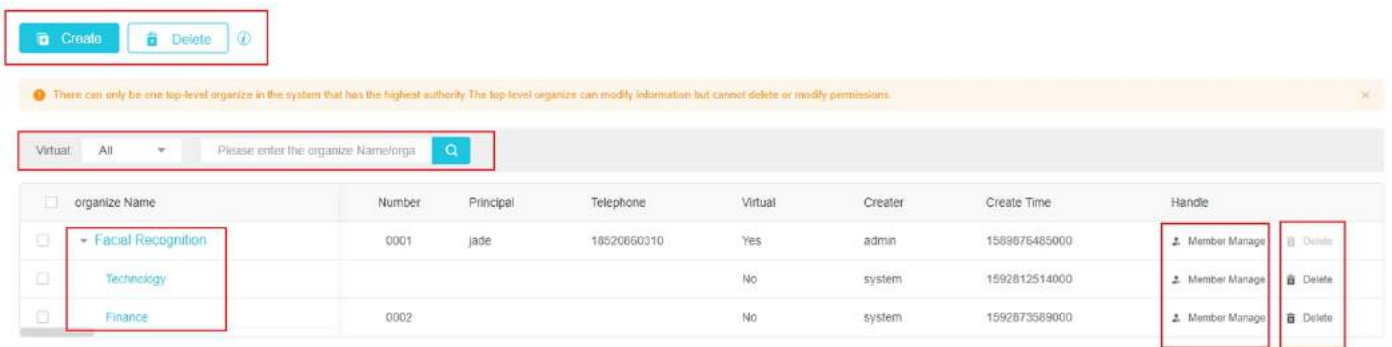 Create Delete
There can only be one top-level organize in the system that has the highest authority. The top-level organize can modify information but cannot delete or modify permissions.
Virtual: All Please enter the organize Name/orga
organize Name Number Principal Telephone Virtual Creater Create Time Handle
Facial Recognition 0001 jade 18520860310 Yes admin 1589876485000 Member Manage Delete
Technology No system 1592812514000 Member Manage Delete
Finance 0002 No system 1592873589000 Member Manage Delete